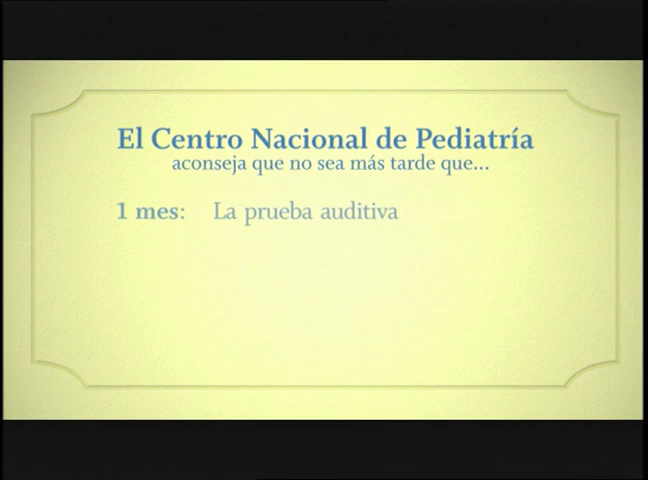 El Centro Nacional de Pediatría
aconseja que no sea más tarde que...
1 mes: La prueba auditiva